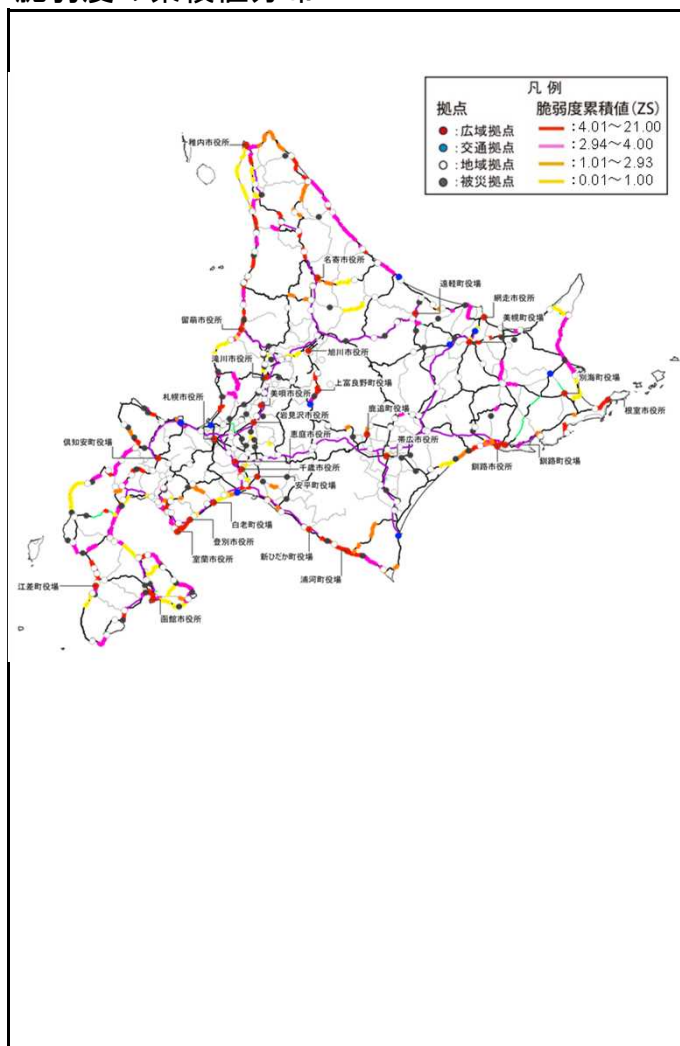 凡 例
拠点 脆弱度累積値(ZS)
:広域拠点 :4.01～21.00
:交通拠点 :2.94～4.00
:地域拠点 :1.01～2.93
:被災拠点 :0.01～1.00
稚内市役所
名寄市役所
遠軽町役場
網走市役所
美幌町役場
留萌市役所
滝川市役所
旭川市役所
上富良野町役場
別海町役場
美唄市役所
札幌市役所
岩見沢市役所
鹿追町役場
根室市役所
倶知安町役場
恵庭市役所
帯広市役所
千歳市役所
釧路市役所
釧路町役場
安平町役場
白老町役場
登別市役所
新ひだか町役場
室蘭市役所
浦河町役場
江差町役場
函館市役所